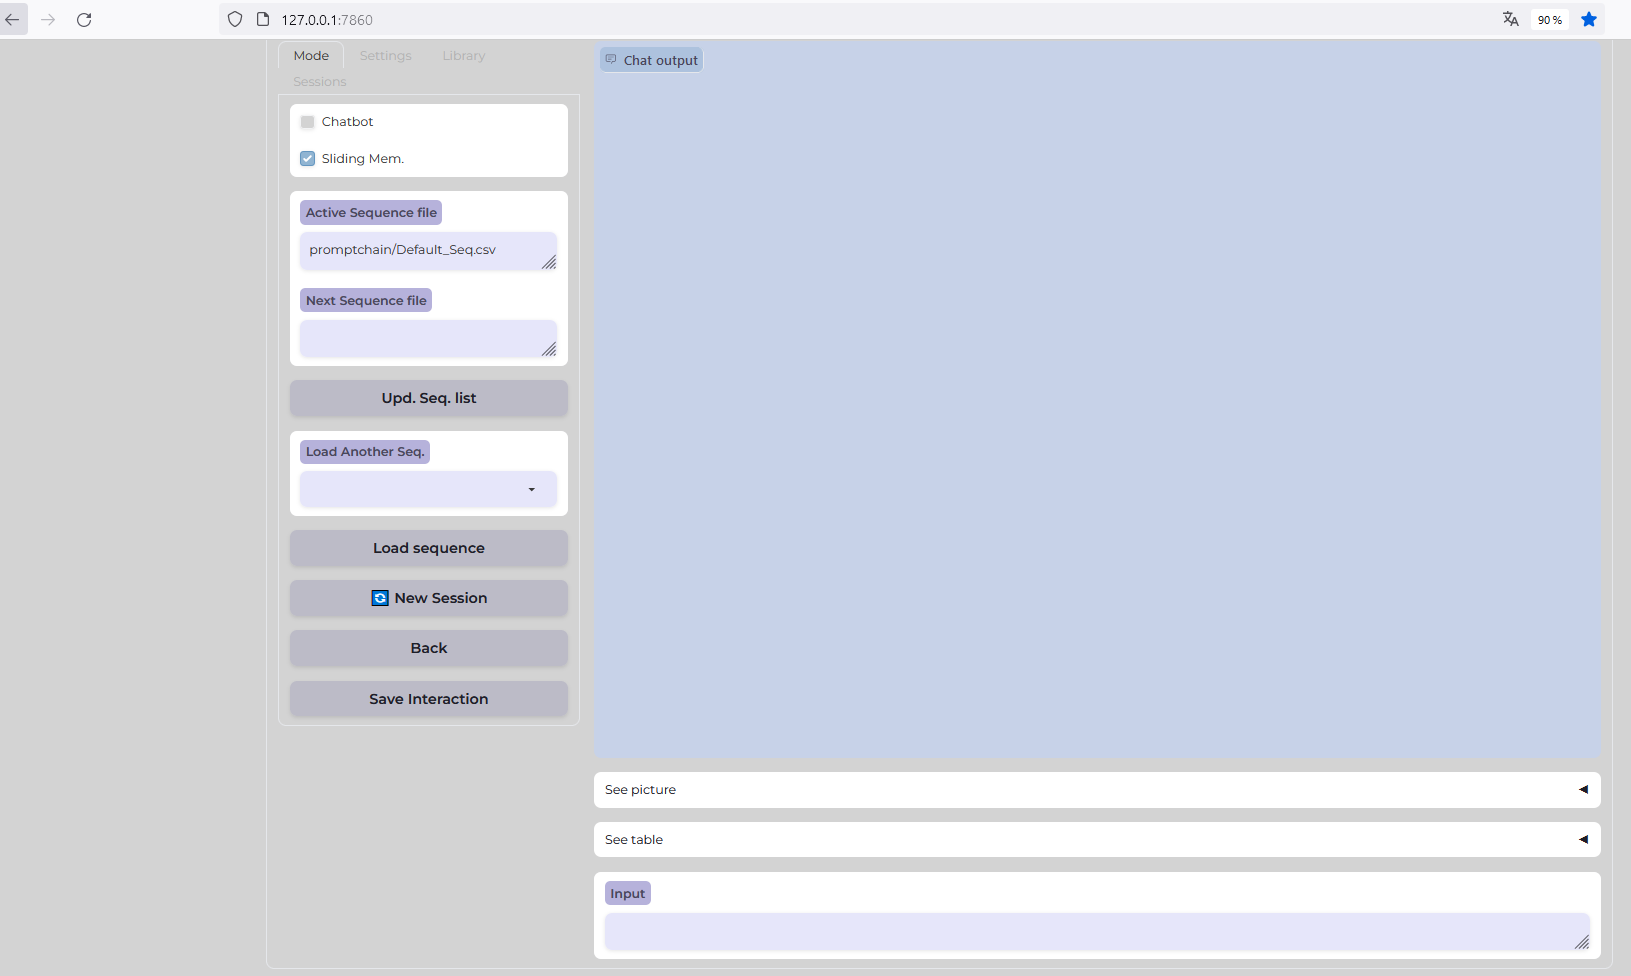 127.0.0.1:7860
90 %
Mode Settings Library
Sessions
Chatbot
Sliding Mem.
Active Sequence file
promptchain/Default_Seq.csv
Next Sequence file
Upd. Seq. list
Load Another Seq.
Load sequence
New Session
Back
Save Interaction
Chat output
See picture
See table
Input